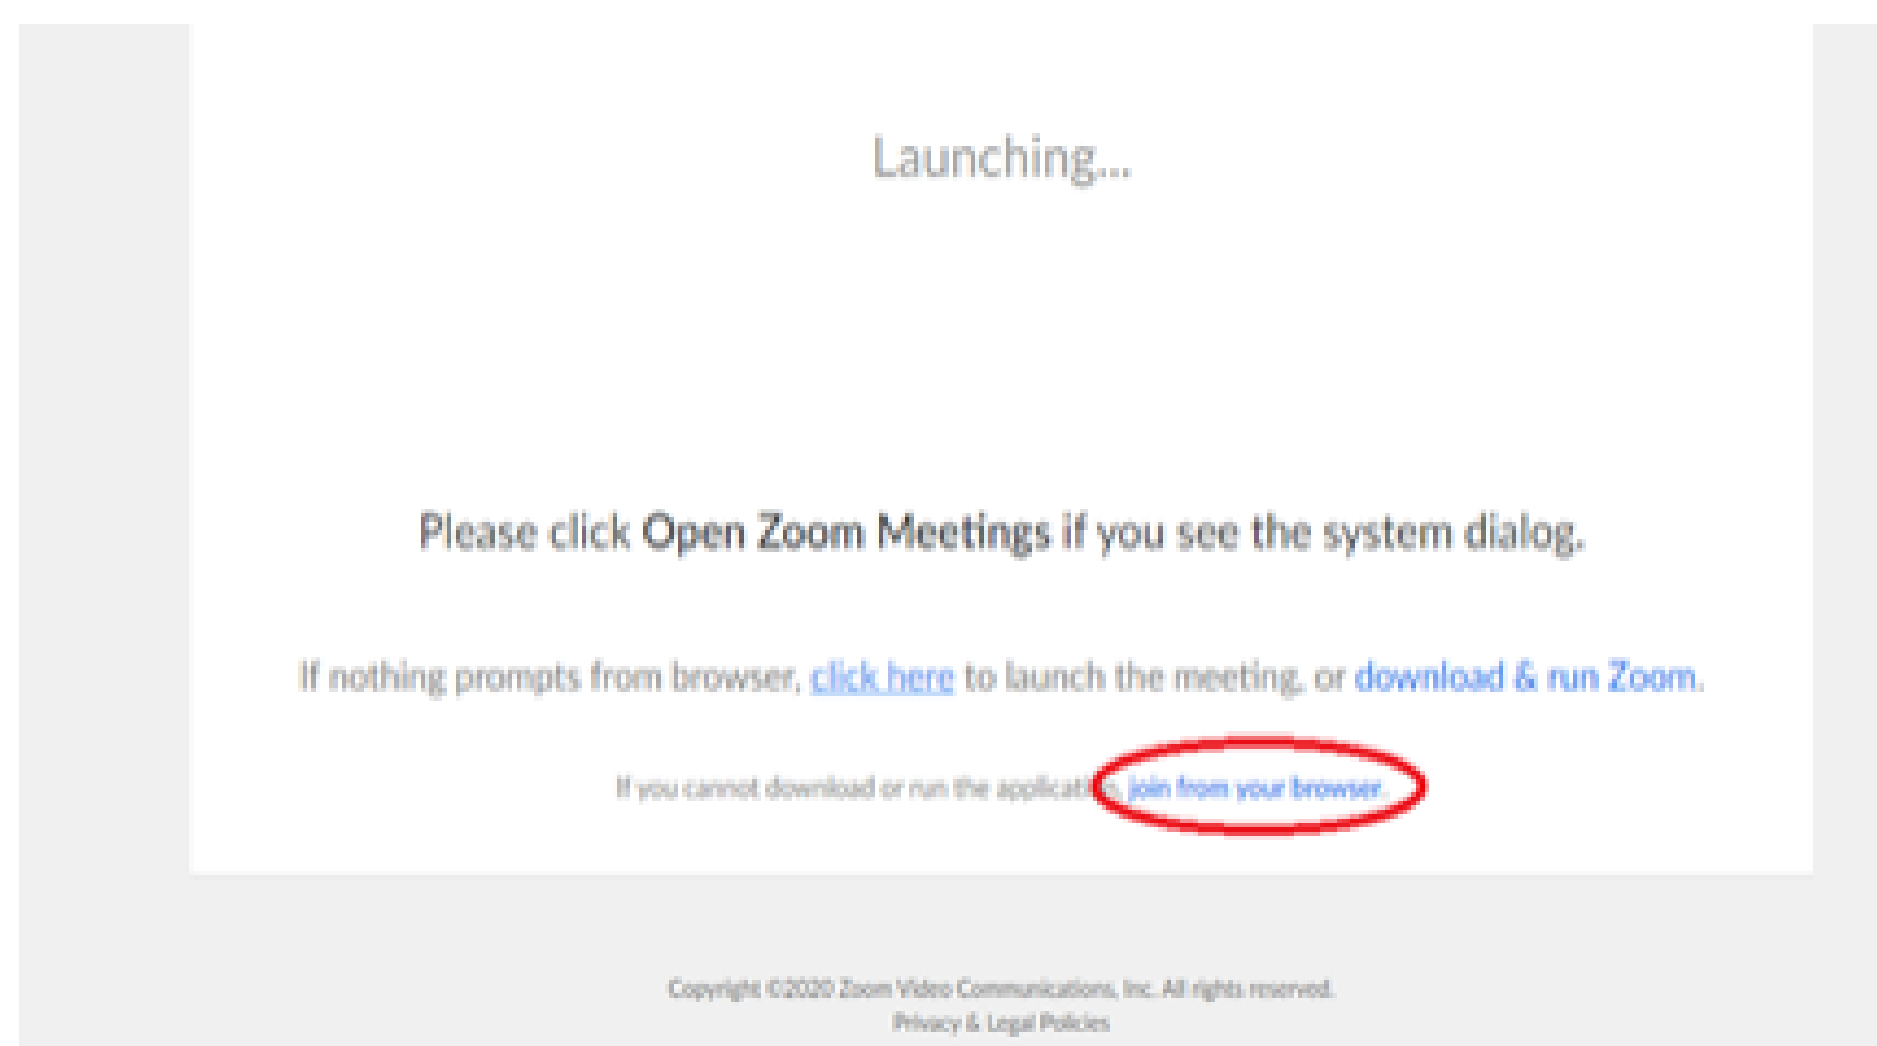 Launching...
Please click Open Zoom Meetings if you see the system dialog.
If nothing prompts from browser, click here to launch the meeting, or download & run Zoom.
If you cannot download or run the application, join from your browser.
Copyright ©2020 Zoom Video Communications, Inc. All rights reserved.
Privacy & Legal Policies